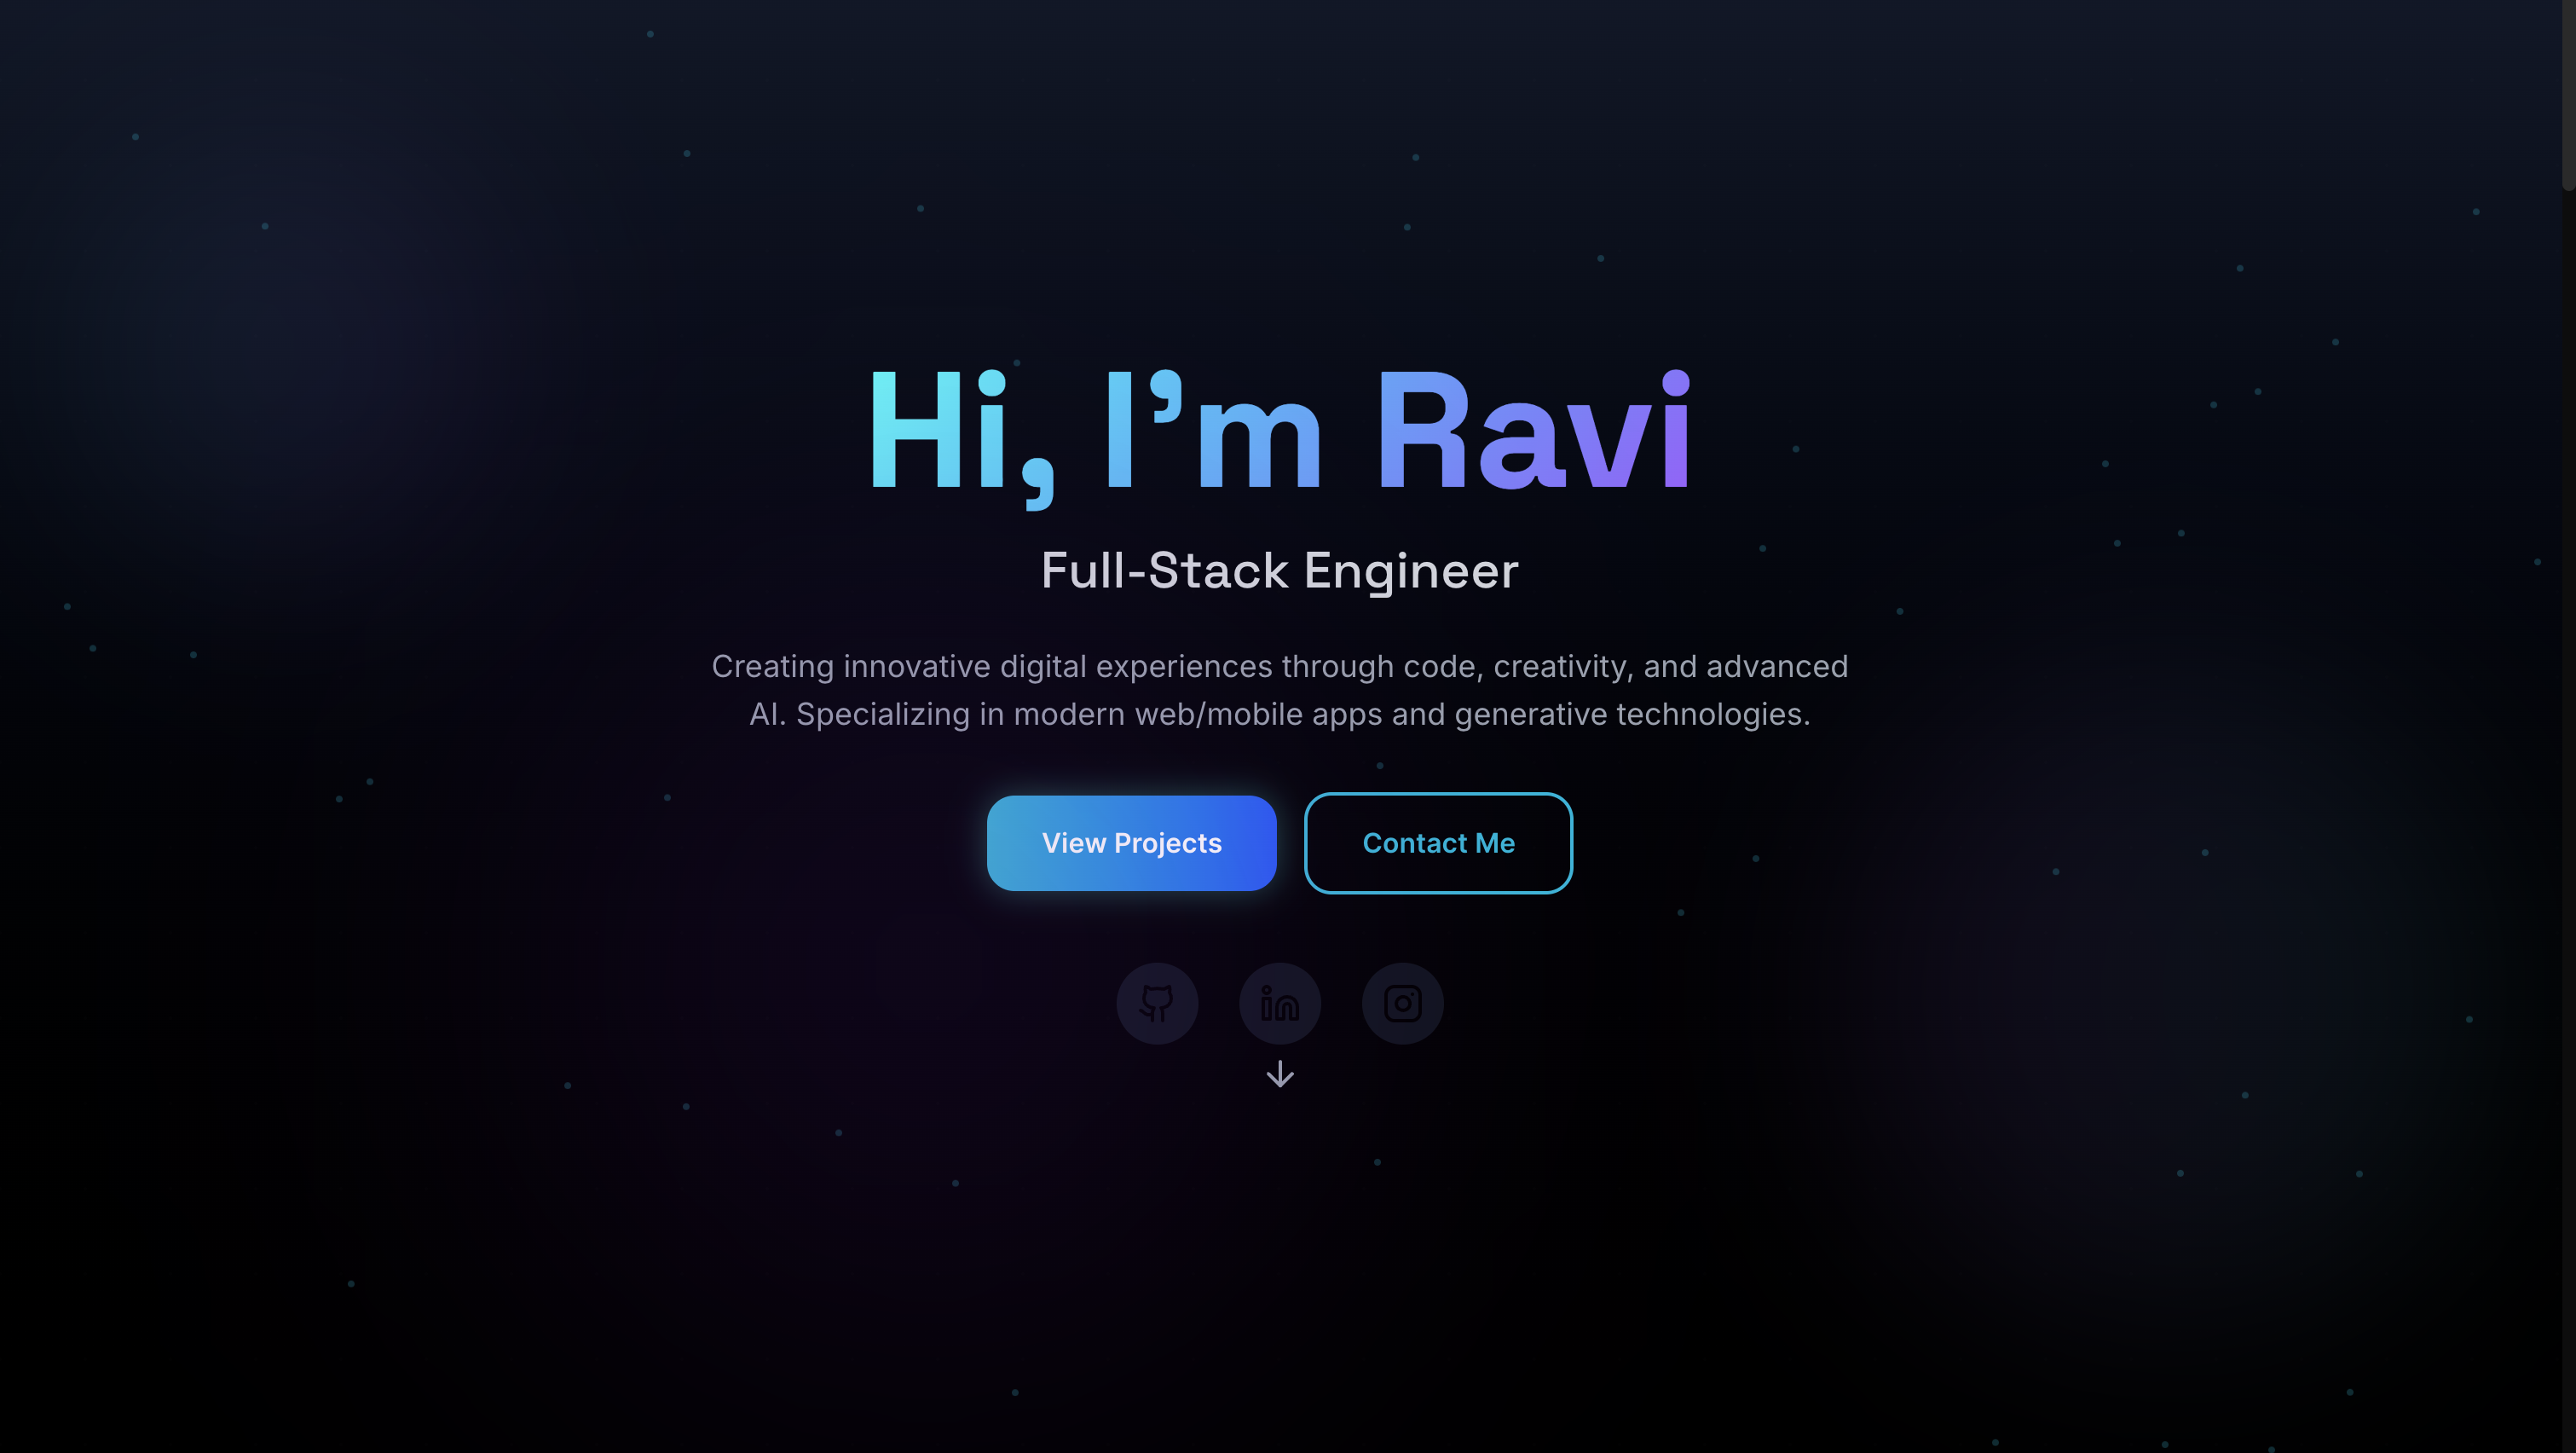 Hi, I’m Ravi
Full-Stack Engineer
Creating innovative digital experiences through code, creativity, and advanced
AI. Specializing in modern web/mobile apps and generative technologies.
View Projects
Contact Me
in